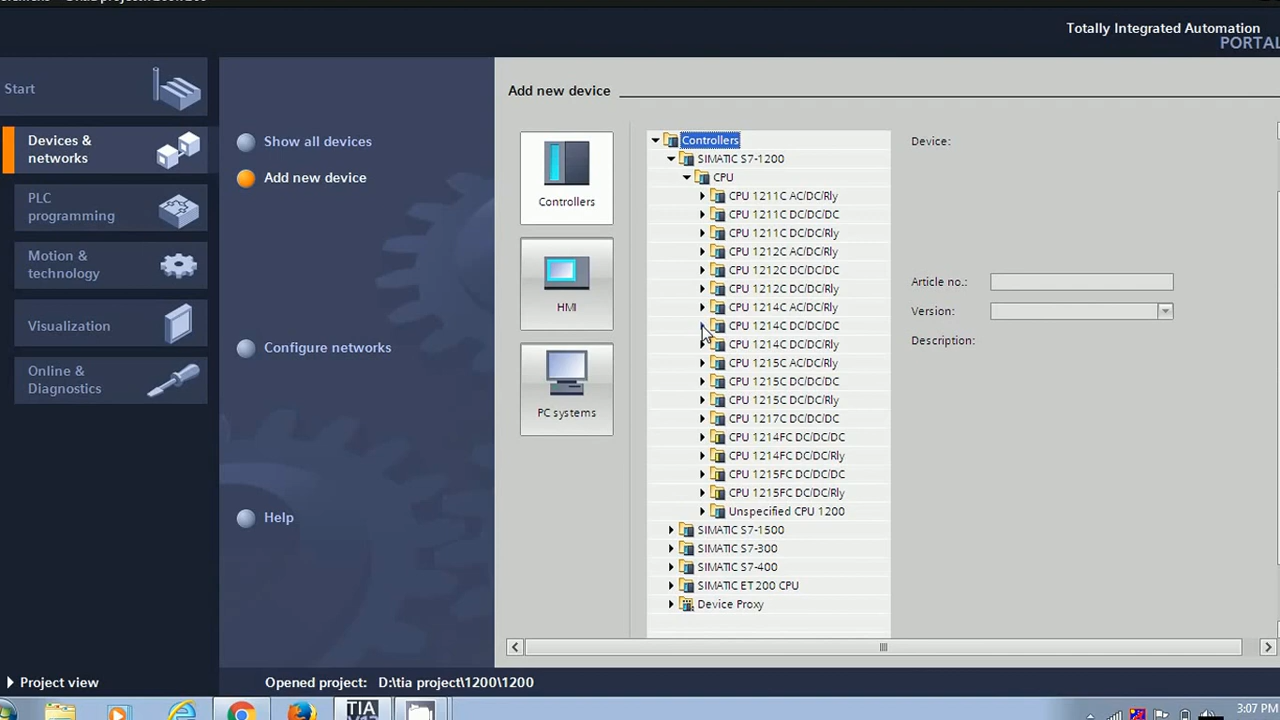 Totally Integrated Automation
PORTAL
Start
Devices &
networks
PLC
programming
Motion &
technology
Visualization
Online &
Diagnostics
Project view
Show all devices
Add new device
Configure networks
Help
Add new device
Controllers
HMI
PC systems
Controllers
SIMATIC S7-1200
CPU
CPU 1211C AC/DC/Rly
CPU 1211C DC/DC/DC
CPU 1211C DC/DC/Rly
CPU 1212C AC/DC/Rly
CPU 1212C DC/DC/DC
CPU 1212C DC/DC/Rly
CPU 1214C AC/DC/Rly
CPU 1214C DC/DC/DC
CPU 1214C DC/DC/Rly
CPU 1215C AC/DC/Rly
CPU 1215C DC/DC/DC
CPU 1215C DC/DC/Rly
CPU 1217C DC/DC/DC
CPU 1214FC DC/DC/DC
CPU 1214FC DC/DC/Rly
CPU 1215FC DC/DC/DC
CPU 1215FC DC/DC/Rly
Unspecified CPU 1200
SIMATIC S7-1500
SIMATIC S7-300
SIMATIC S7-400
SIMATIC ET 200 CPU
Device Proxy
Device:
Article no.:
Version:
Description:
Opened project: D:\tia project\1200\1200
TIA
3:07 PM